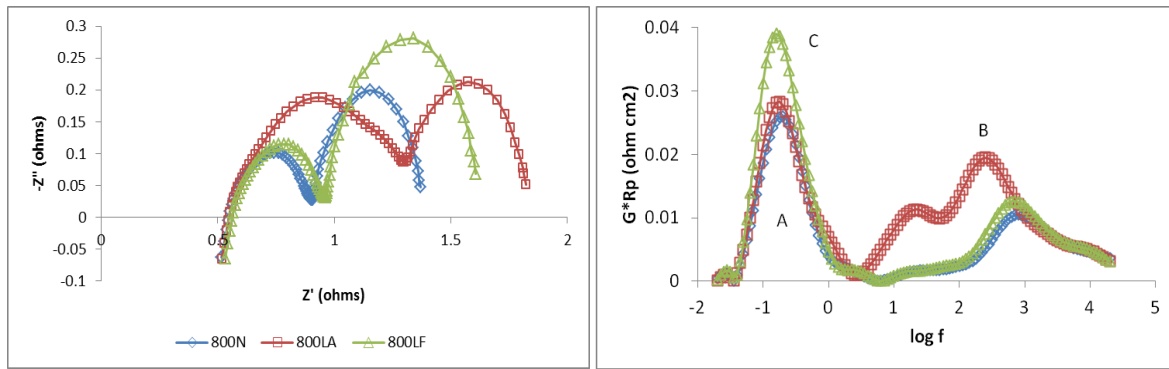 0.3
0.25
0.2
0.15
0.1
0.05
0
-0.05
-0.1
0
0.5
1
1.5
2
-Z'' (ohms)
Z' (ohms)
800N 800LA 800LF
0.04
0.03
0.02
0.01
0
-2 -1 0 1 2 3 4 5
G*Rp (ohm cm2)
log f
C
B
A